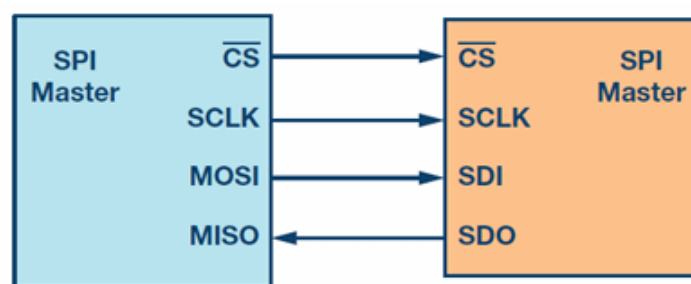 SPI
Master
CS
SCLK
MOSI
MISO
CS
SCLK
SDI
SDO
SPI
Master